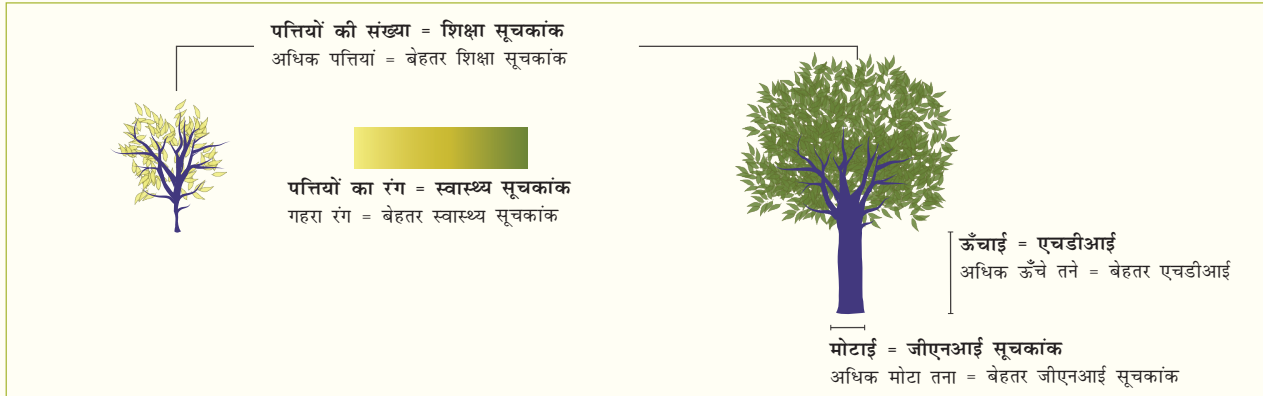 पत्तियों की संख्या = शिक्षा सूचकांक
अधिक पत्तियां = बेहतर शिक्षा सूचकांक
पत्तियों का रंग = स्वास्थ्य सूचकांक
गहरा रंग = बेहतर स्वास्थ्य सूचकांक
ऊँचाई = एचडीआई
अधिक ऊँचे तने = बेहतर एचडीआई
मोटाई = जीएनआई सूचकांक
अधिक मोटा तना = बेहतर जीएनआई सूचकांक